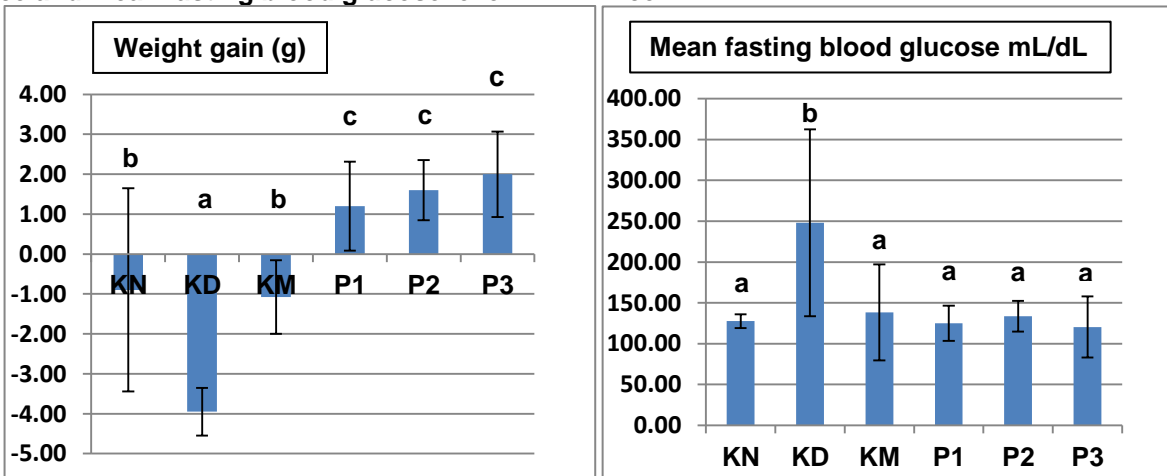 Weight gain (g)
4.00
3.00
2.00
1.00
0.00
-1.00
-2.00
-3.00
-4.00
-5.00
b
a
b
c
c
c
KN
KD
KM
P1
P2
P3
Mean fasting blood glucose mL/dL
400.00
350.00
300.00
250.00
200.00
150.00
100.00
50.00
0.00
a
b
a
a
a
a
KN
KD
KM
P1
P2
P3